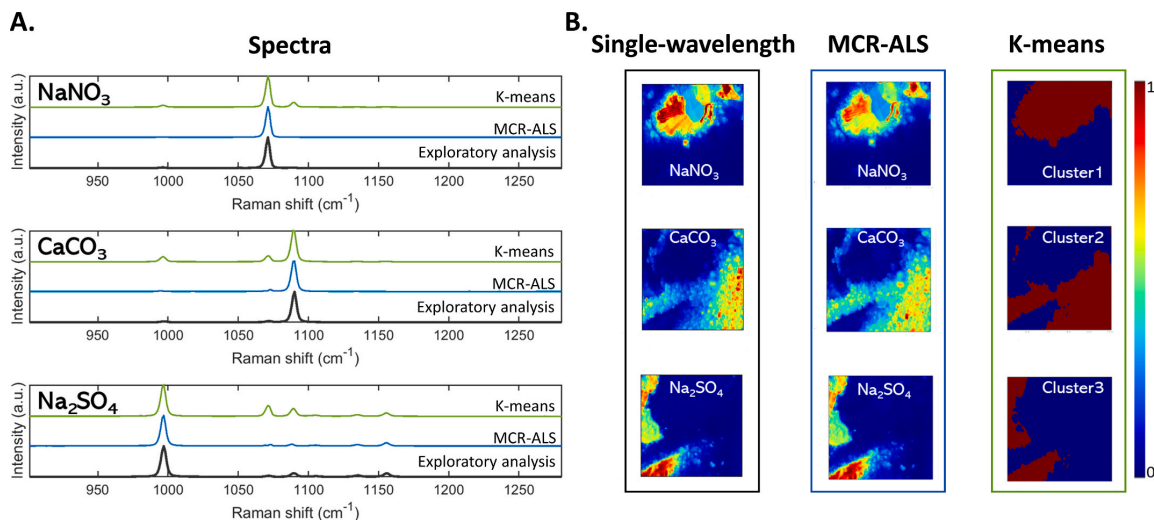 A.
Spectra
NaNO₃
K-means
MCR-ALS
Exploratory analysis
Intensity (a.u.)
950 1000 1050 1100 1150 1200 1250
Raman shift (cm⁻¹)
CaCO₃
K-means
MCR-ALS
Exploratory analysis
Intensity (a.u.)
950 1000 1050 1100 1150 1200 1250
Raman shift (cm⁻¹)
Na₂SO₄
K-means
MCR-ALS
Exploratory analysis
Intensity (a.u.)
950 1000 1050 1100 1150 1200 1250
Raman shift (cm⁻¹)
B.
Single-wavelength MCR-ALS K-means
NaNO₃ NaNO₃ Cluster1
CaCO₃ CaCO₃ Cluster2
Na₂SO₄ Na₂SO₄ Cluster3
1
0